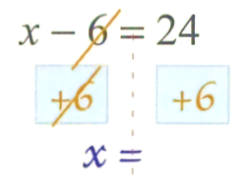 x − 6 = 24
+6 +6
x =